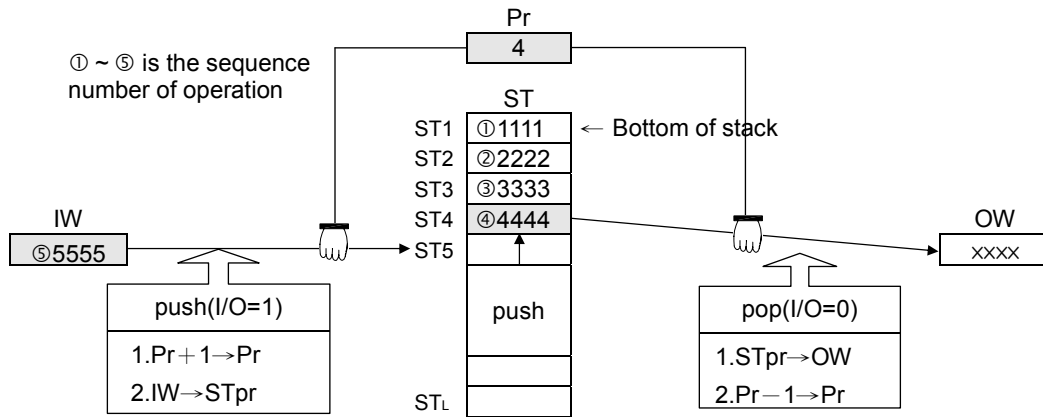 Pr
4
① ~ ⑤ is the sequence
number of operation
ST
ST1 ①1111 ← Bottom of stack
ST2 ②2222
ST3 ③3333
IW ST4 ④4444 OW
⑤5555 ST5 xxxx
push(I/O=1) push pop(I/O=0)
1.Pr+1→Pr 1.STpr→OW
2.IW→STpr 2.Pr-1→Pr
STL